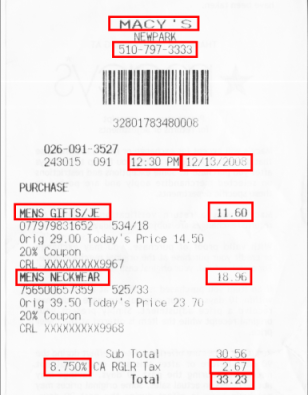 MACY'S
NEWPARK
510-797-3333
32801783480006
026-091-3527
243015 091 12:30 PM 12/13/2008
PURCHASE
MENS GIFTS/JE 11.60
077979831652 534/18
Orig 29.00 Today's Price 14.50
20% Coupon
CRL XXXXXXXXX9967
MENS NECKWEAR 18.96
756500657359 525/33
Orig 39.50 Today's Price 23.70
20% Coupon
CRL XXXXXXXXX9968
Sub Total 30.56
8.750% CA RGLR Tax 2.67
Total 33.23